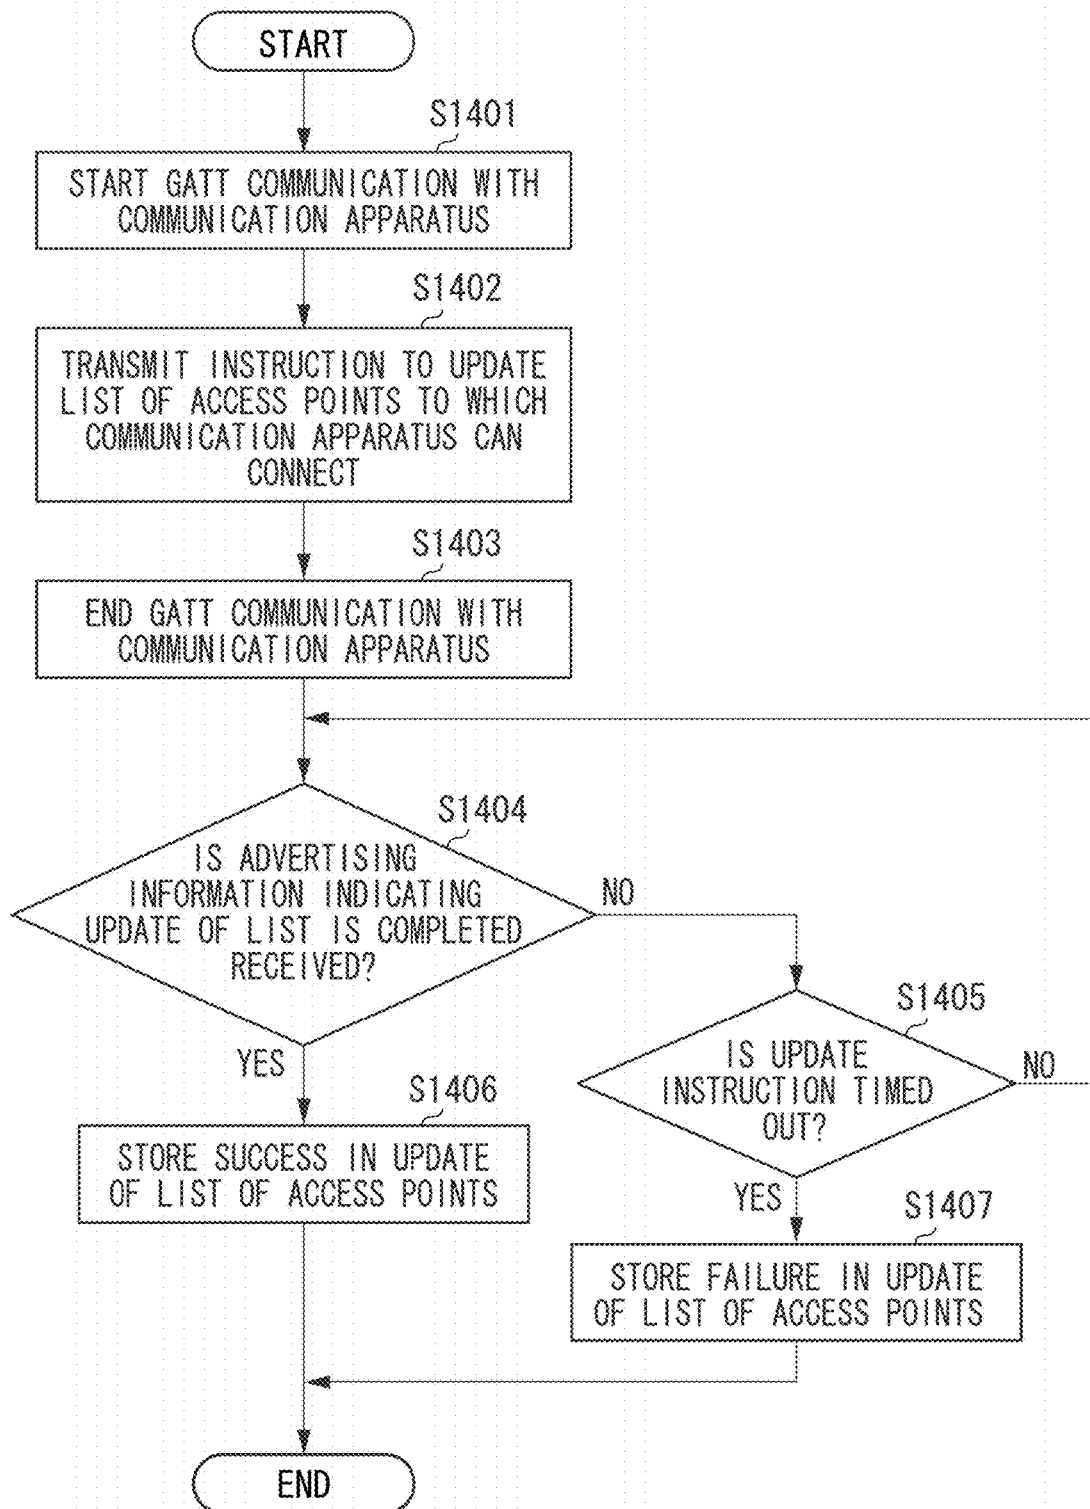 START
S1401
START GATT COMMUNICATION WITH
COMMUNICATION APPARATUS
S1402
TRANSMIT INSTRUCTION TO UPDATE
LIST OF ACCESS POINTS TO WHICH
COMMUNICATION APPARATUS CAN
CONNECT
S1403
END GATT COMMUNICATION WITH
COMMUNICATION APPARATUS
S1404
IS ADVERTISING
INFORMATION INDICATING
UPDATE OF LIST IS COMPLETED
RECEIVED?
NO
YES
S1405
IS UPDATE
INSTRUCTION TIMED
OUT?
NO
YES
S1406
STORE SUCCESS IN UPDATE
OF LIST OF ACCESS POINTS
S1407
STORE FAILURE IN UPDATE
OF LIST OF ACCESS POINTS
END